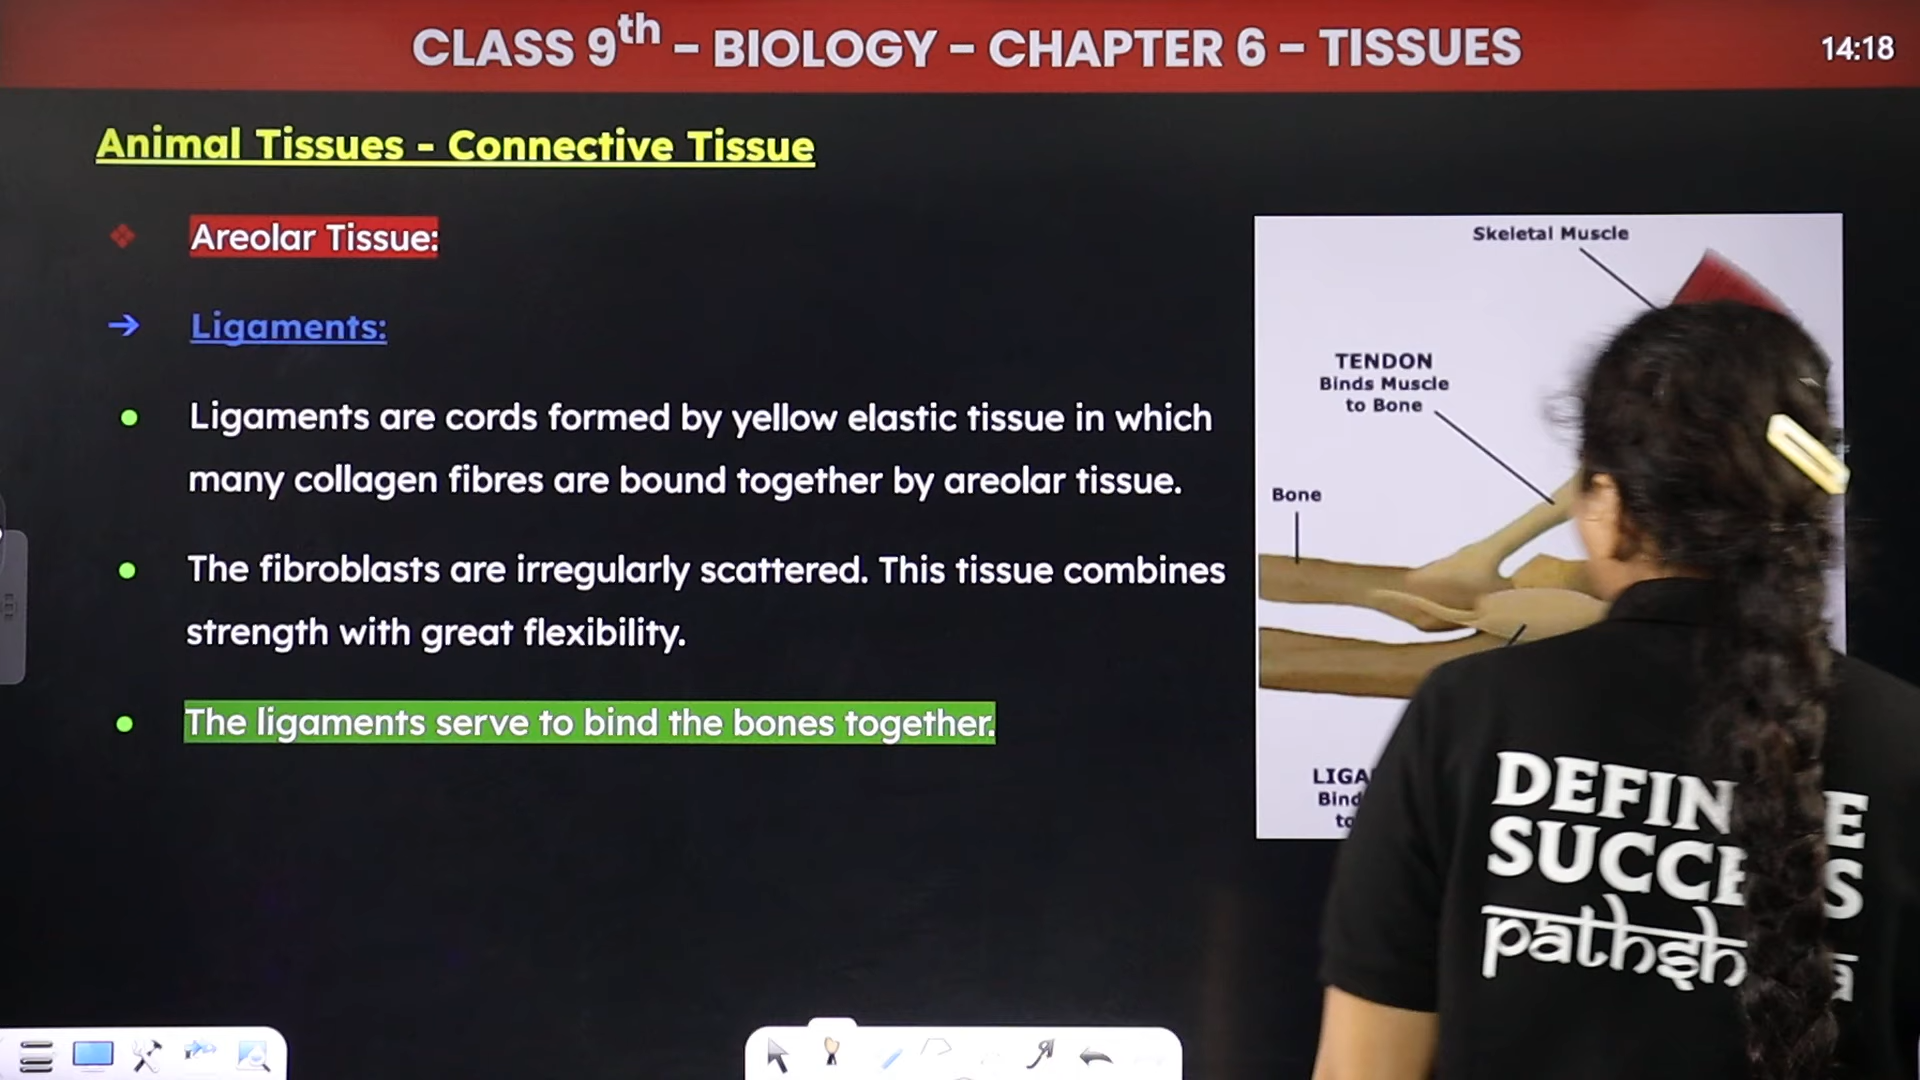 CLASS 9th – BIOLOGY – CHAPTER 6 – TISSUES
14:18
Animal Tissues - Connective Tissue
Areolar Tissue:
Ligaments:
Ligaments are cords formed by yellow elastic tissue in which
many collagen fibres are bound together by areolar tissue.
The fibroblasts are irregularly scattered. This tissue combines
strength with great flexibility.
The ligaments serve to bind the bones together.
Skeletal Muscle
TENDON
Binds Muscle
to Bone
Bone